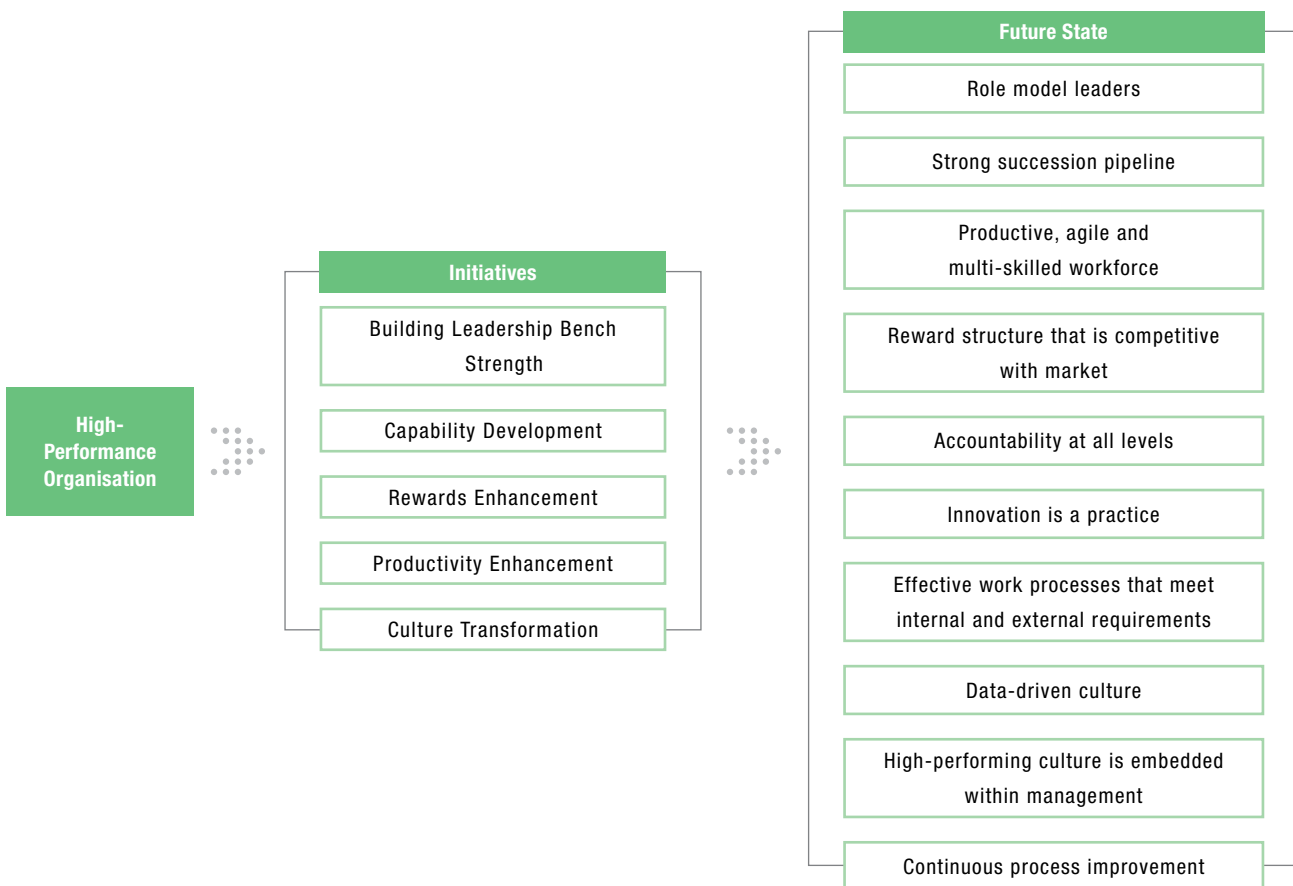 High-
Performance
Organisation
Initiatives
Building Leadership Bench
Strength
Capability Development
Rewards Enhancement
Productivity Enhancement
Culture Transformation
Future State
Role model leaders
Strong succession pipeline
Productive, agile and
multi-skilled workforce
Reward structure that is competitive
with market
Accountability at all levels
Innovation is a practice
Effective work processes that meet
internal and external requirements
Data-driven culture
High-performing culture is embedded
within management
Continuous process improvement